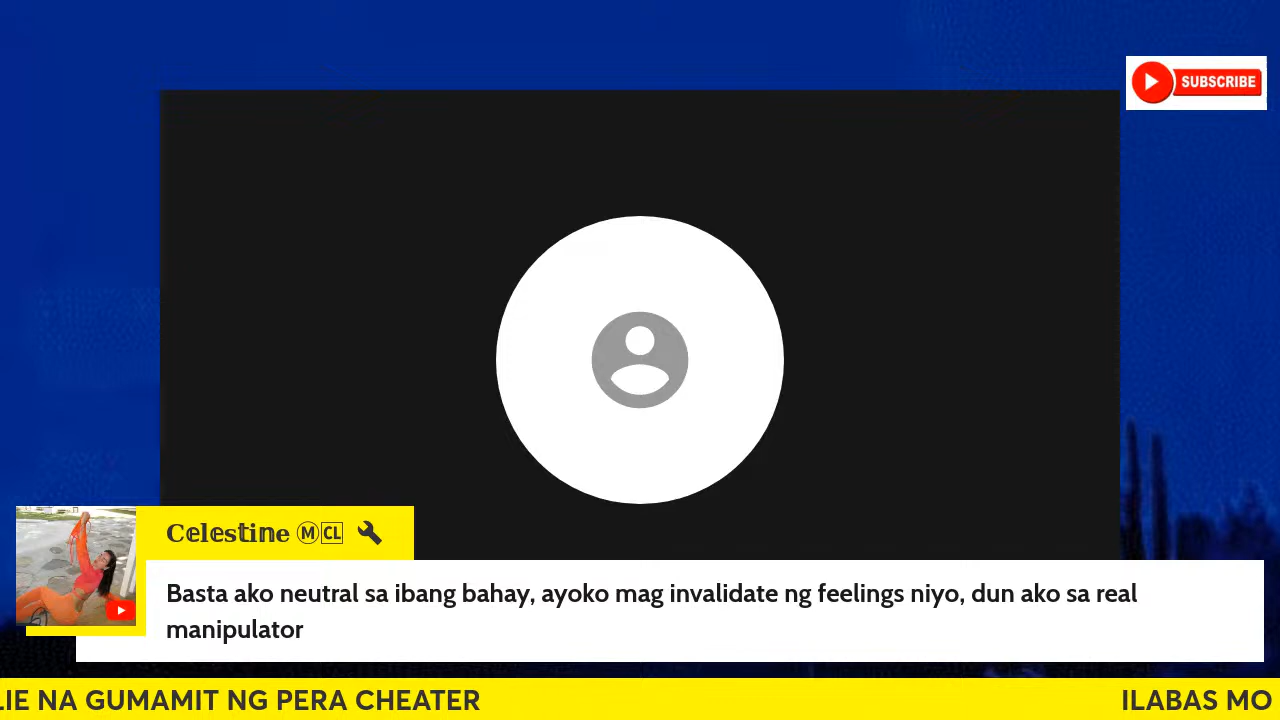 SUBSCRIBE
Celestine Ⓜ🄲🄻
Basta ako neutral sa ibang bahay, ayoko mag invalidate ng feelings niyo, dun ako sa real
manipulator
LIE NA GUMAMIT NG PERA CHEATER
ILABAS MO